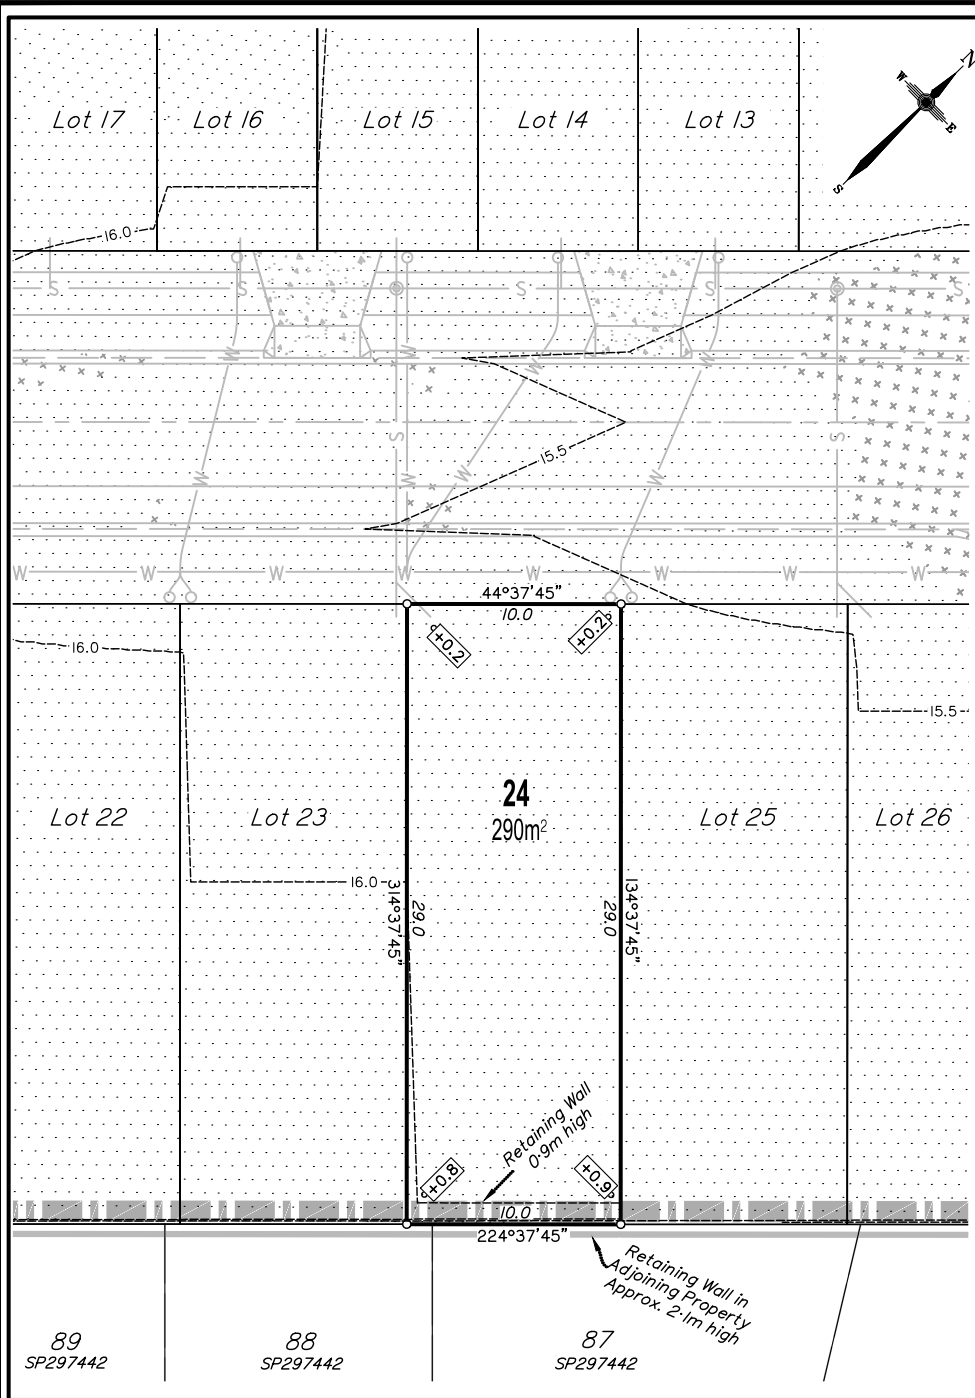 Lot 17
Lot 16
Lot 15
Lot 14
Lot 13
N
W
E
S
16.0
S
S
S
S
S
W
W
W
W
S
S
15.5
W
W
W
W
W
W
W
W
W
W
W
W
44°37'45"
10.0
+0.2
+0.2
16.0
15.5
24
290m²
Lot 22
Lot 23
Lot 25
Lot 26
16.0
314°37'45"
29.0
29.0
134°37'45"
Retaining Wall
0·9m high
+0.8
+0.9
10.0
224°37'45"
Retaining Wall in
Adjoining Property
Approx. 2·1m high
89
SP297442
88
SP297442
87
SP297442